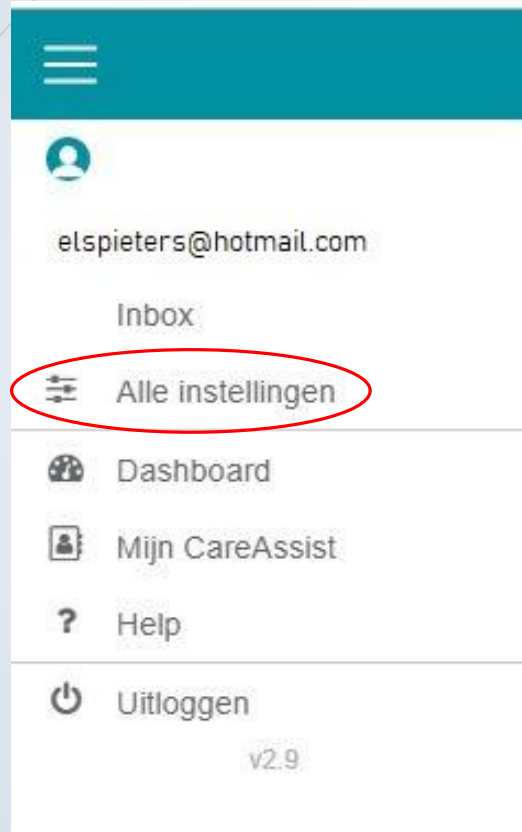 elspieters@hotmail.com
Inbox
Alle instellingen
Dashboard
Mijn CareAssist
? Help
Uitloggen
v2.9